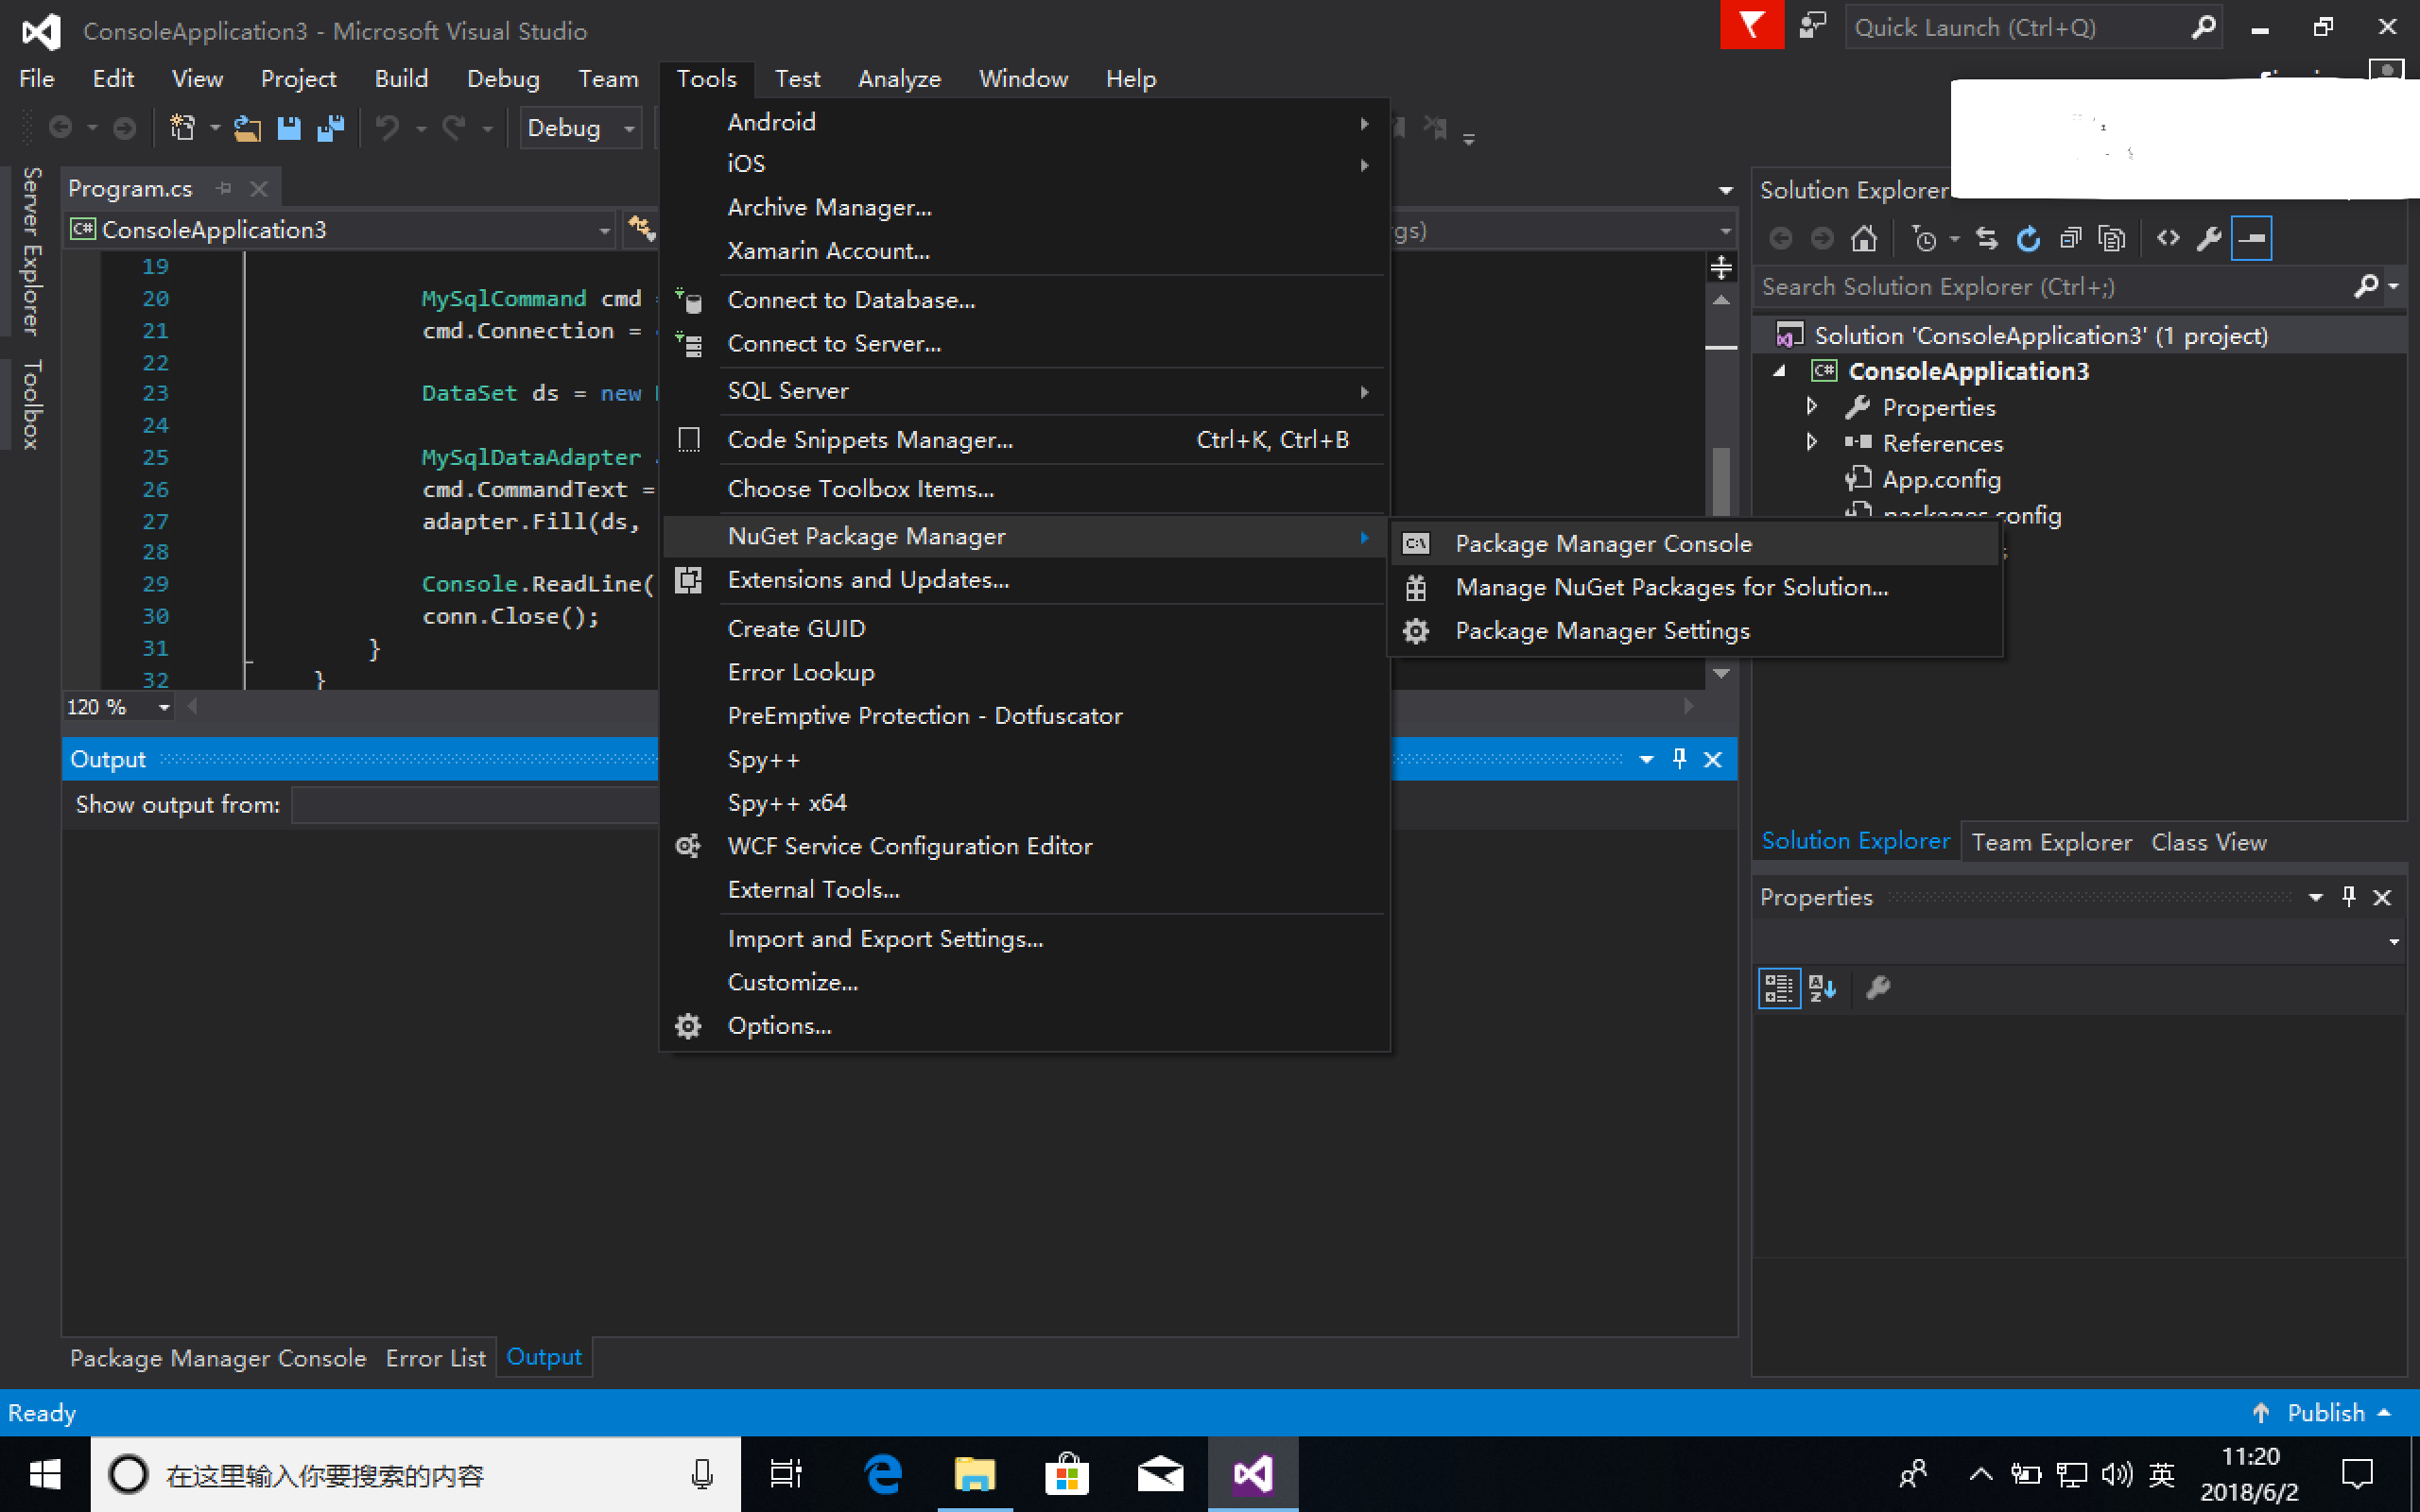 ConsoleApplication3 - Microsoft Visual Studio
Quick Launch (Ctrl+Q)
File Edit View Project Build Debug Team Tools Test Analyze Window Help
Debug
Server Explorer
Toolbox
Program.cs
ConsoleApplication3
gs)
19
20 MySqlCommand cmd
21 cmd.Connection =
22
23 DataSet ds = new
24
25 MySqlDataAdapter
26 cmd.CommandText =
27 adapter.Fill(ds,
28
29 Console.ReadLine(
30 conn.Close();
31 }
32 }
120 %
Android
iOS
Archive Manager...
Xamarin Account...
Connect to Database...
Connect to Server...
SQL Server
Code Snippets Manager... Ctrl+K, Ctrl+B
Choose Toolbox Items...
NuGet Package Manager
Extensions and Updates...
Create GUID
Error Lookup
PreEmptive Protection - Dotfuscator
Spy++
Spy++ x64
WCF Service Configuration Editor
External Tools...
Import and Export Settings...
Customize...
Options...
Package Manager Console
Manage NuGet Packages for Solution...
Package Manager Settings
Output
Show output from:
Package Manager Console Error List Output
Solution Explorer
Search Solution Explorer (Ctrl+;)
Solution 'ConsoleApplication3' (1 project)
C# ConsoleApplication3
Properties
References
App.config
packages.config
Solution Explorer Team Explorer Class View
Properties
Ready
Publish
在这里输入你要搜索的内容
英
11:20
2018/6/2